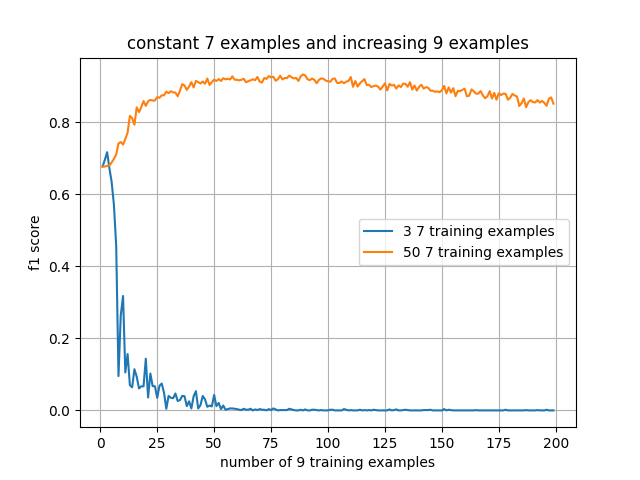 constant 7 examples and increasing 9 examples
f1 score
0.8
0.6
0.4
0.2
0.0
3 7 training examples
50 7 training examples
0 25 50 75 100 125 150 175 200
number of 9 training examples